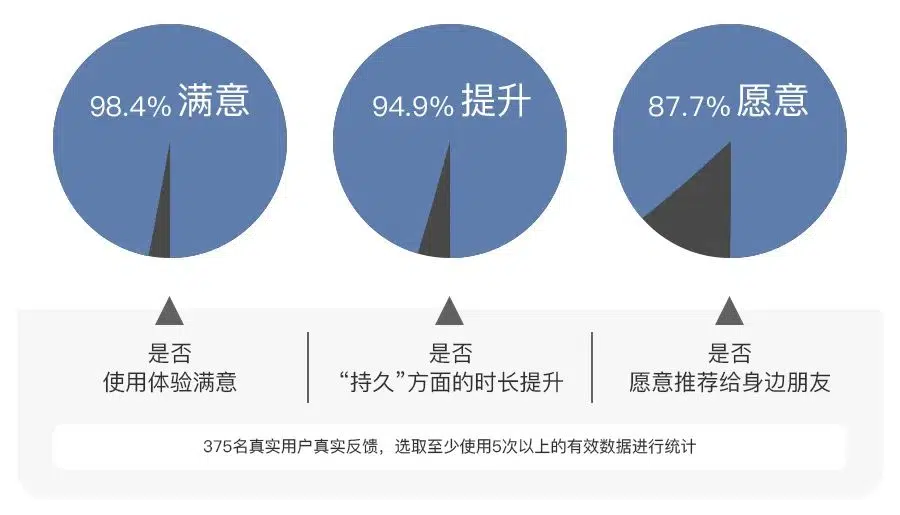 98.4% 满意
94.9% 提升
87.7% 愿意
是否
使用体验满意
是否
“持久”方面的时长提升
是否
愿意推荐给身边朋友
375名真实用户真实反馈，选取至少使用5次以上的有效数据进行统计